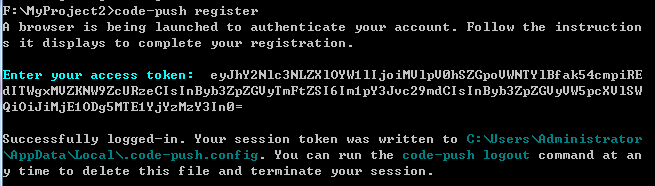 F:\MyProject2>code-push register
A browser is being launched to authenticate your account. Follow the instruction
s it displays to complete your registration.
Enter your access token:  eyJhY2Nlc3NLZXlOYW1lIjoiMVlpV0hSZGpoVWNTYlBfak54cmpiRE
dITWgxMVZKNW9ZcURzeCIsInByb3ZpZGVyTmFtZSI6Im1pY3Jvc29mdCIsInByb3ZpZGVyVW5pcXVlSW
QiOiJiMjE1ODg5MTE1YjYzMzY3In0=
Successfully logged-in. Your session token was written to C:\Users\Administrator
\AppData\Local\.code-push.config. You can run the code-push logout command at an
y time to delete this file and terminate your session.